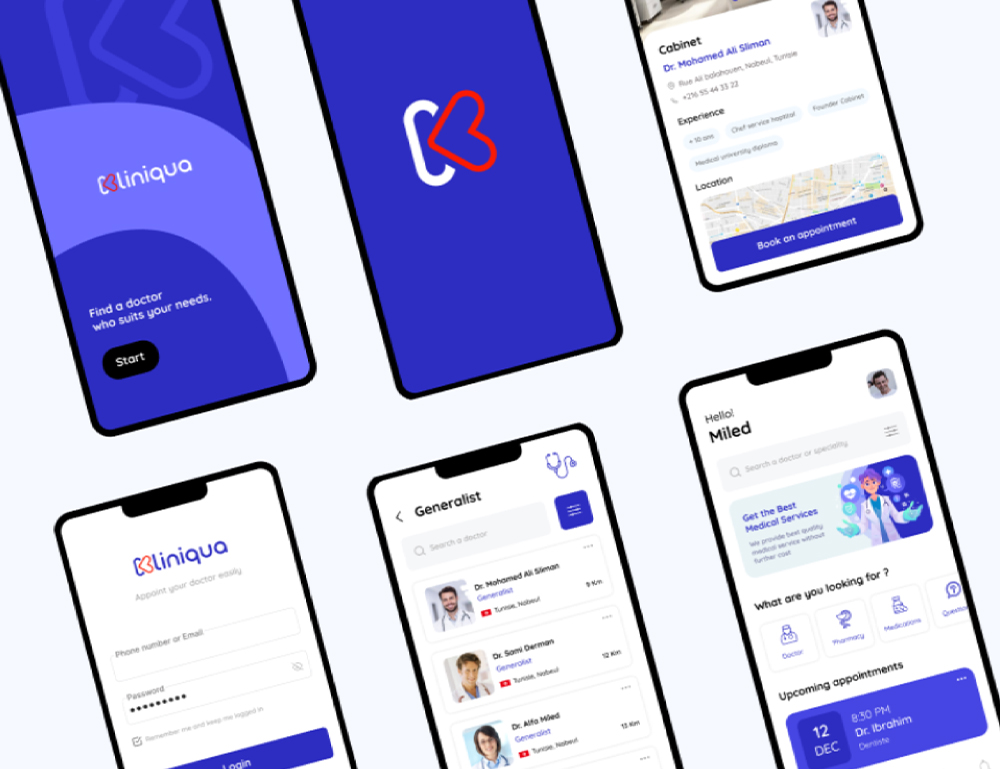 Kliniqua
Find a doctor
who suits your needs.
Start
Cabinet
Dr. Mohamed Ali Sliman
Nabeul, Tunisie
+216 55 44 33 22
Experience
+ 10 ans
Chef service hospital
Founder Cabinet
Medical university diploma
Location
Book an appointment
Kliniqua
Appoint your doctor easily
Phone number or Email
Password
Remember me and keep me logged in
Login
Generalist
Search a doctor
Dr. Mohamed Ali Sliman
Generalist
Tunisie, Nabeul
9 Km
Dr. Sami Derman
Generalist
Tunisie, Nabeul
12 Km
Dr. Alfa Miled
Generalist
Tunisie, Nabeul
13 Km
Hello!
Miled
Search a doctor or speciality
Get the Best
Medical Services
We provide best quality
medical service without
further cost
What are you looking for ?
Doctor
Pharmacy
Medications
Question
Upcoming appointments
12
DEC
8:30 PM
Dr. Ibrahim
Dentiste